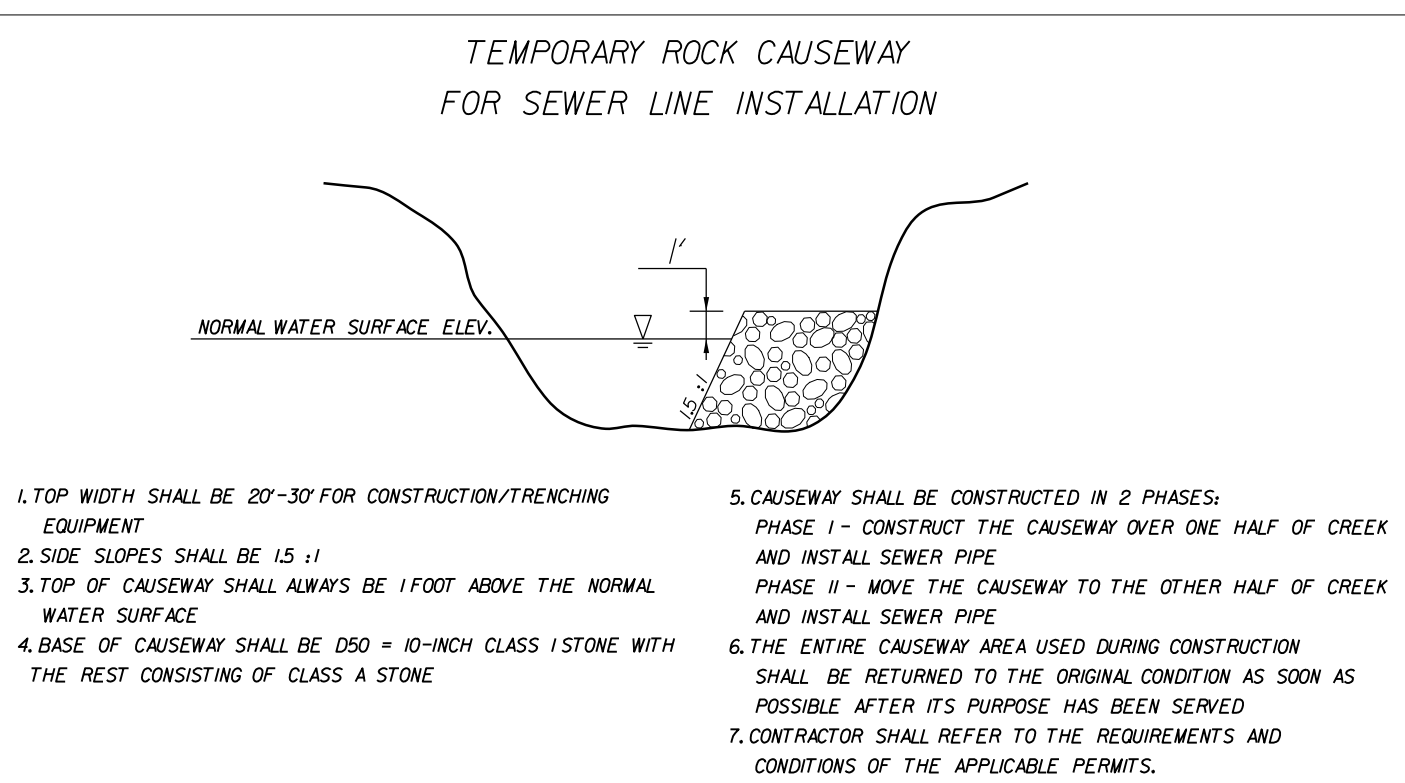 TEMPORARY ROCK CAUSEWAY
FOR SEWER LINE INSTALLATION
1'
NORMAL WATER SURFACE ELEV.
1.5 :1
1. TOP WIDTH SHALL BE 20'-30' FOR CONSTRUCTION/TRENCHING
EQUIPMENT
2. SIDE SLOPES SHALL BE 1.5 :1
3. TOP OF CAUSEWAY SHALL ALWAYS BE 1 FOOT ABOVE THE NORMAL
WATER SURFACE
4. BASE OF CAUSEWAY SHALL BE D50 = 10-INCH CLASS 1 STONE WITH
THE REST CONSISTING OF CLASS A STONE
5. CAUSEWAY SHALL BE CONSTRUCTED IN 2 PHASES:
PHASE I - CONSTRUCT THE CAUSEWAY OVER ONE HALF OF CREEK
AND INSTALL SEWER PIPE
PHASE II - MOVE THE CAUSEWAY TO THE OTHER HALF OF CREEK
AND INSTALL SEWER PIPE
6. THE ENTIRE CAUSEWAY AREA USED DURING CONSTRUCTION
SHALL BE RETURNED TO THE ORIGINAL CONDITION AS SOON AS
POSSIBLE AFTER ITS PURPOSE HAS BEEN SERVED
7. CONTRACTOR SHALL REFER TO THE REQUIREMENTS AND
CONDITIONS OF THE APPLICABLE PERMITS.